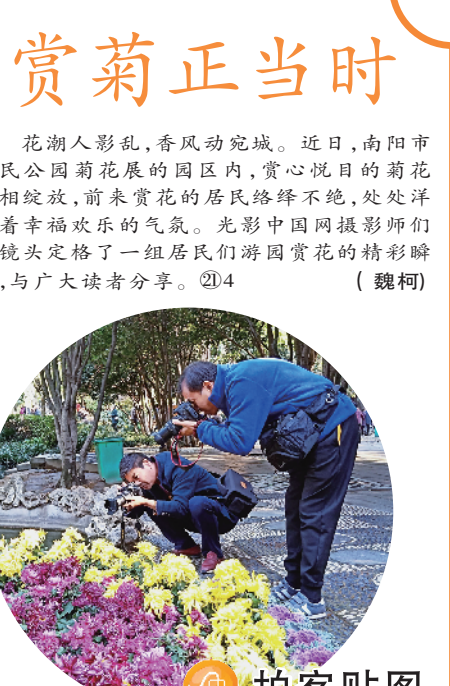 赏菊正当时
花潮人影乱,香风动宛城。近日,南阳市
民公园菊花展的园区内,赏心悦目的菊花
相绽放,前来赏花的居民络绎不绝,处处洋
着幸福欢乐的气氛。光影中国网摄影师们
镜头定格了一组居民们游园赏花的精彩瞬
,与广大读者分享。㉑4 (魏柯)
拍客贴图